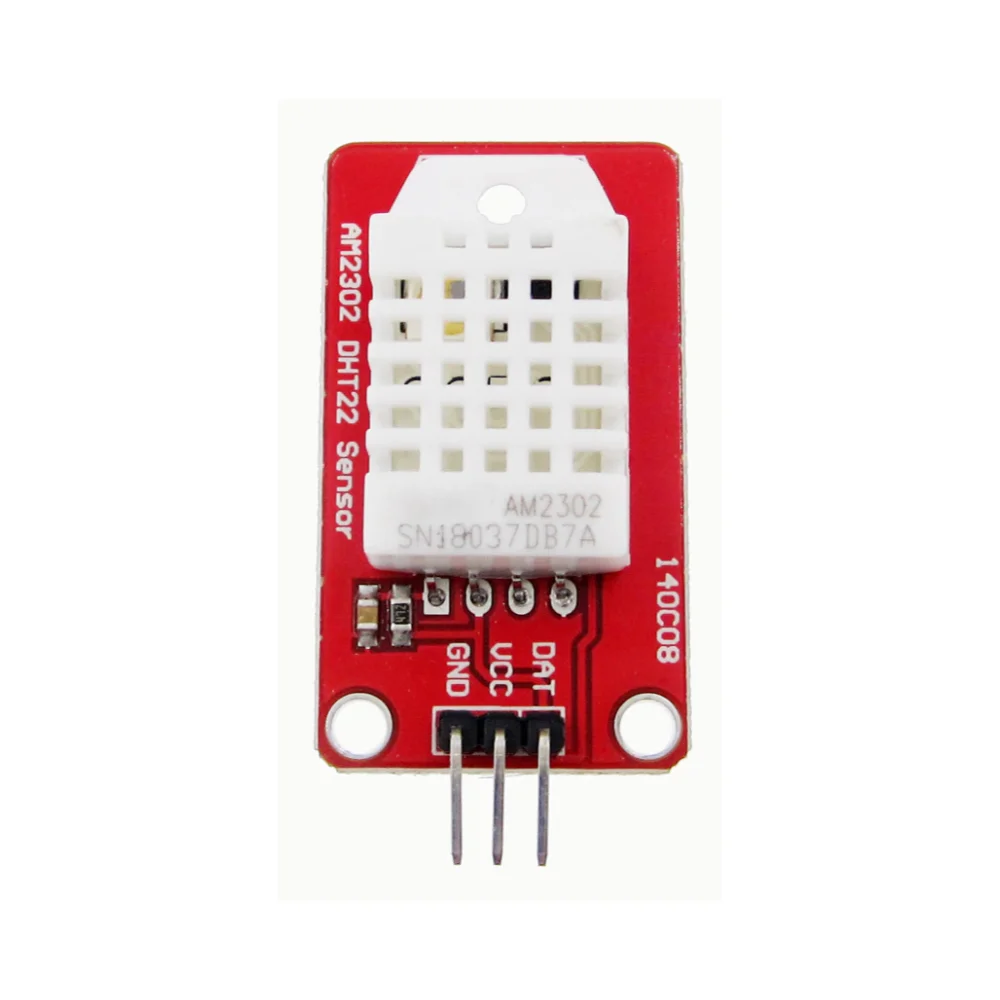 AM2302 DHT22 Sensor
AM2302
SN18037DB7A
140C08
GND
VCC
DAT